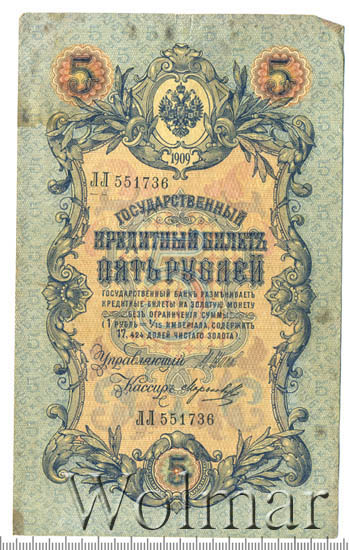 5 5
1909
ЛЛ 551736
ГОСУДАРСТВЕННЫЙ
КРЕДИТНЫЙ БИЛЕТЪ
ПЯТЬ РУБЛЕЙ
ГОСУДАРСТВЕННЫЙ БАНКЪ РАЗМѢНИВАЕТЪ
КРЕДИТНЫЕ БИЛЕТЫ НА ЗОЛОТУЮ МОНЕТУ
БЕЗЪ ОГРАНИЧЕНІЯ СУММЫ
(1 РУБЛЬ = 1/15 ИМПЕРІАЛА, СОДЕРЖИТЪ
17,424 ДОЛЕЙ ЧИСТАГО ЗОЛОТА)
Управляющій
Кассиръ
ЛЛ 551736
5
Wolmar